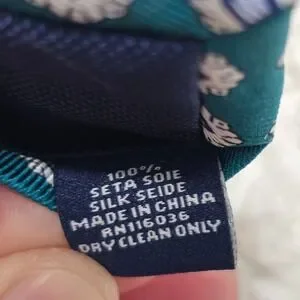 100%
SETA SOIE
SILK SEIDE
MADE IN CHINA
RN116036
DRY CLEAN ONLY